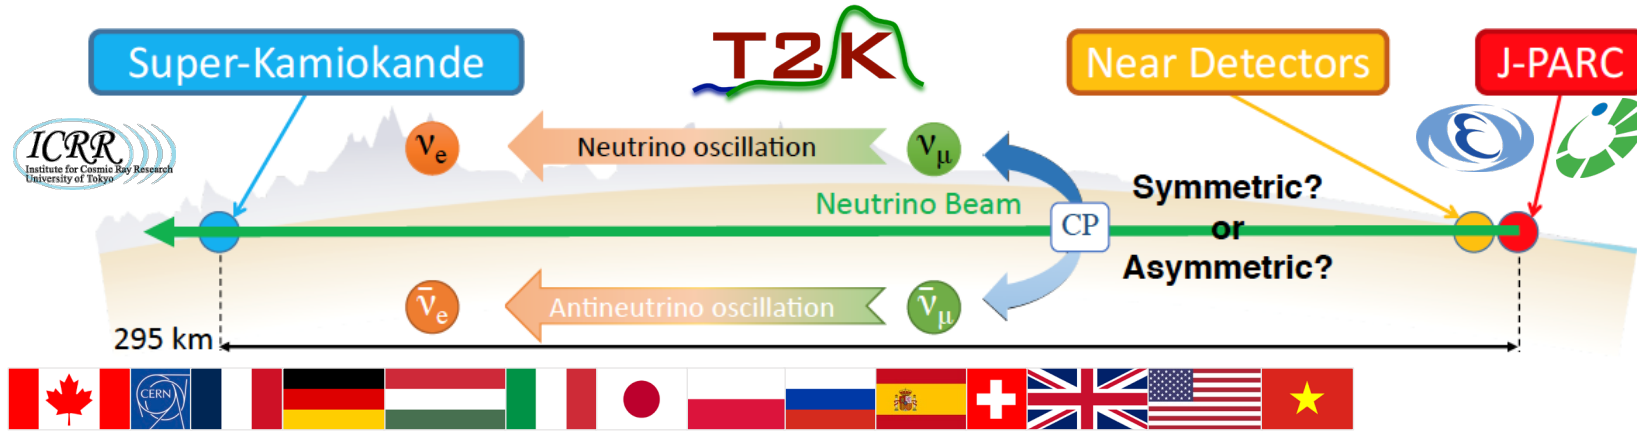 T2K
Super-Kamiokande
Near Detectors
J-PARC
ICRR
Institute for Cosmic Ray Research
University of Tokyo
νe
Neutrino oscillation
νμ
Symmetric?
or
Asymmetric?
Neutrino Beam
CP
ν̄e
Antineutrino oscillation
ν̄μ
295 km
CERN